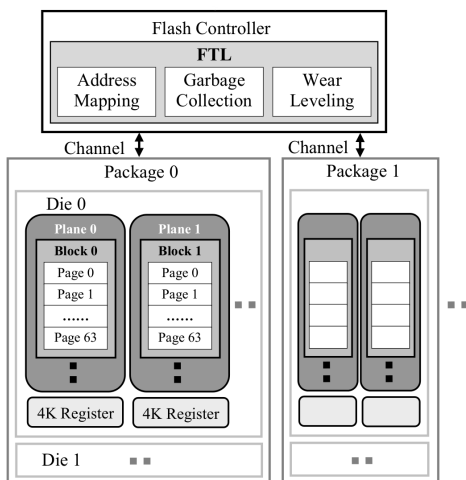 Flash Controller
FTL
Address
Mapping
Garbage
Collection
Wear
Leveling
Channel
Channel
Package 0
Die 0
Plane 0
Block 0
Page 0
Page 1
......
Page 63
4K Register
Plane 1
Block 1
Page 0
Page 1
......
Page 63
4K Register
Die 1
Package 1